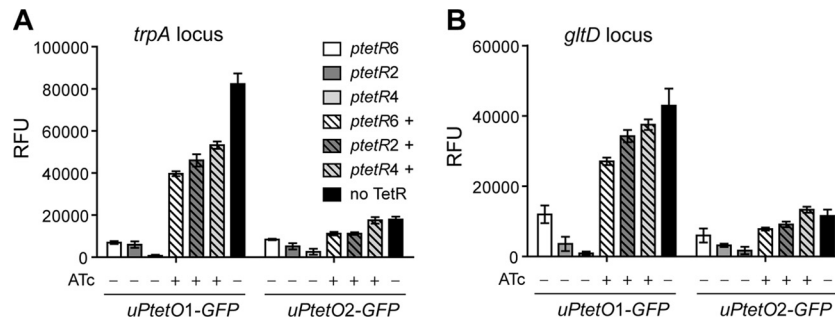 A
trpA locus
100000
80000
60000
40000
20000
0
RFU
ptetR6
ptetR2
ptetR4
ptetR6 +
ptetR2 +
ptetR4 +
no TetR
ATc – – – + + + – – – – + + + –
uPtetO1-GFP uPtetO2-GFP
B
gltD locus
60000
40000
20000
0
RFU
ATc – – – + + + – – – – + + + –
uPtetO1-GFP uPtetO2-GFP